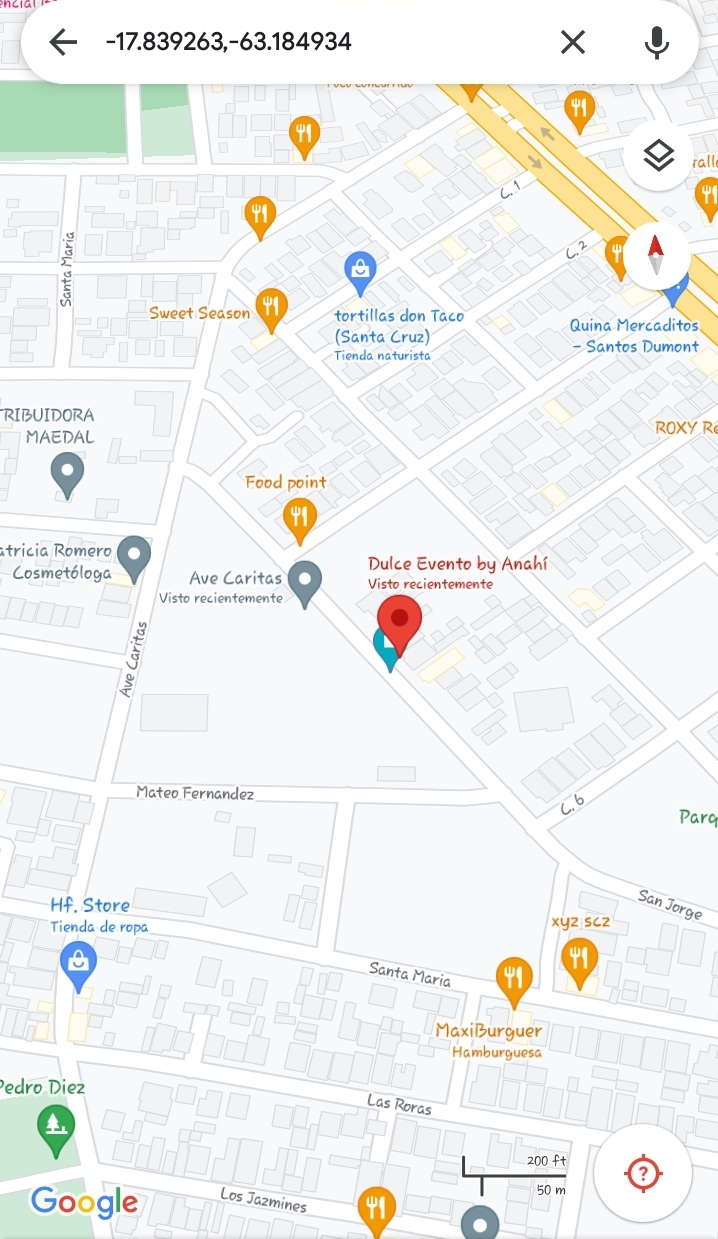 -17.839263,-63.184934
C. 1
C. 2
Santa Maria
Sweet Season
tortillas don Taco
(Santa Cruz)
Tienda naturista
Quina Mercaditos
- Santos Dumont
TRIBUIDORA
MAEDAL
ROXY Re
Food point
atricia Romero
Cosmetóloga
Ave Caritas
Visto recientemente
Dulce Evento by Anahí
Visto recientemente
Ave Caritas
Mateo Fernandez
C. 6
Parq
San Jorge
Hf. Store
Tienda de ropa
xyz scz
Santa Maria
MaxiBurguer
Hamburguesa
Pedro Diez
Las Roras
200 ft
50 m
Google
Los Jazmines